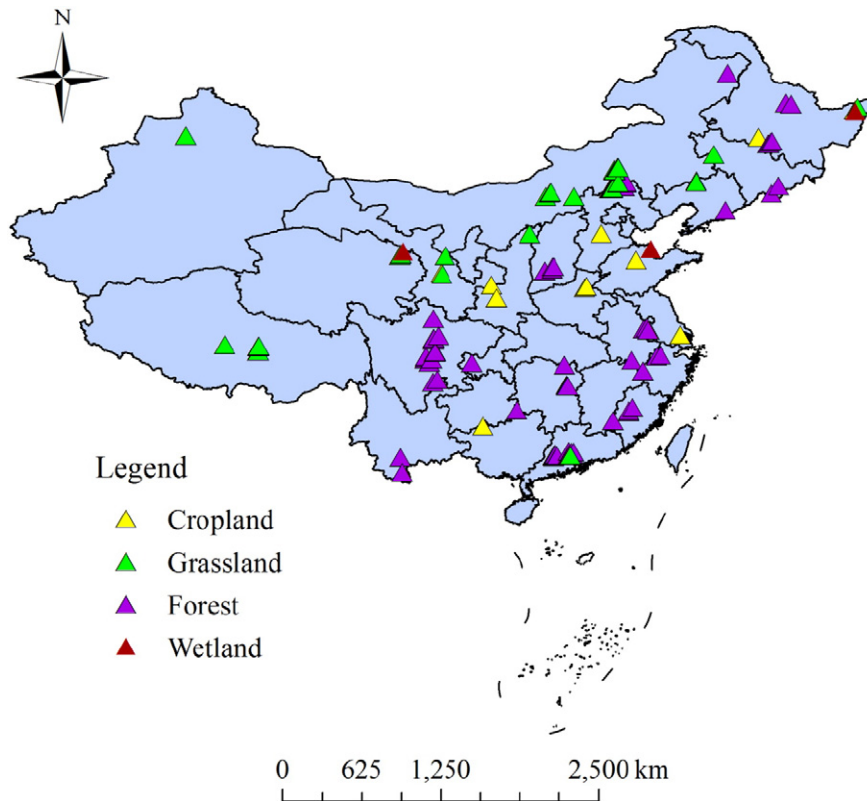 N
Legend
Cropland
Grassland
Forest
Wetland
0 625 1,250 2,500 km